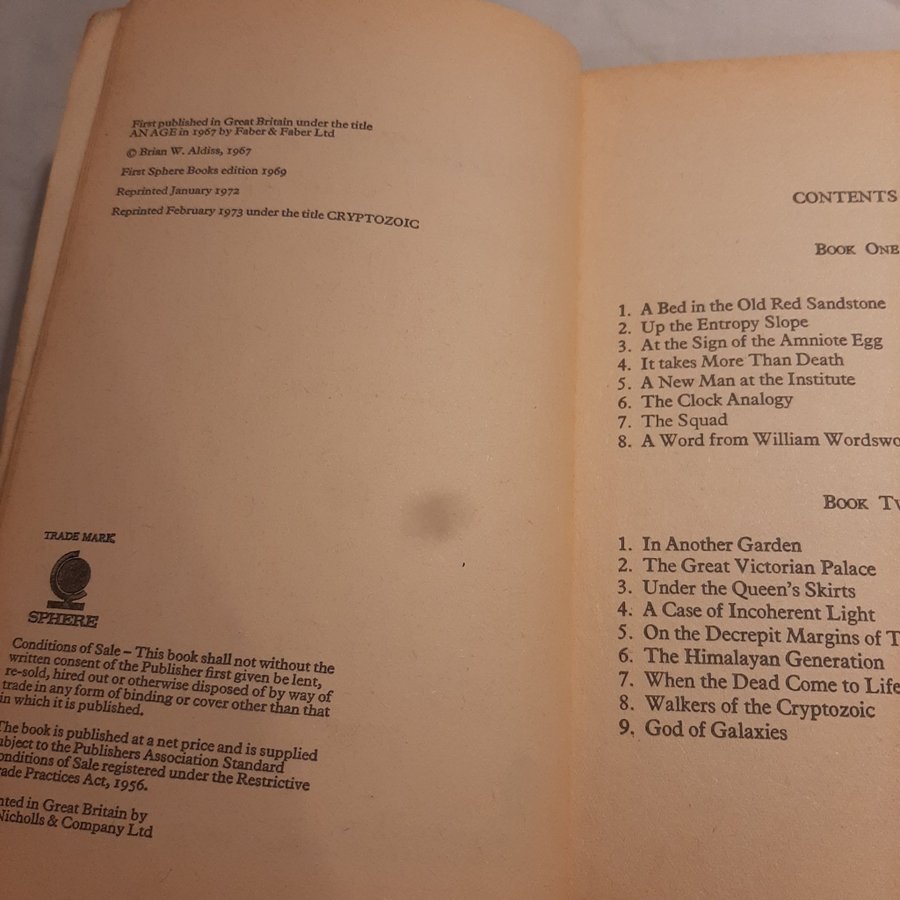 First published in Great Britain under the title
AN AGE in 1967 by Faber & Faber Ltd
© Brian W. Aldiss, 1967
First Sphere Books edition 1969
Reprinted January 1972
Reprinted February 1973 under the title CRYPTOZOIC
TRADE MARK
SPHERE
Conditions of Sale – This book shall not without the
written consent of the Publisher first given be lent,
re-sold, hired out or otherwise disposed of by way of
trade in any form of binding or cover other than that
in which it is published.
The book is published at a net price and is supplied
ubject to the Publishers Association Standard
onditions of Sale registered under the Restrictive
rade Practices Act, 1956.
nted in Great Britain by
Nicholls & Company Ltd
CONTENTS
BOOK ONE
1. A Bed in the Old Red Sandstone
2. Up the Entropy Slope
3. At the Sign of the Amniote Egg
4. It takes More Than Death
5. A New Man at the Institute
6. The Clock Analogy
7. The Squad
8. A Word from William Wordswo
BOOK TW
1. In Another Garden
2. The Great Victorian Palace
3. Under the Queen's Skirts
4. A Case of Incoherent Light
5. On the Decrepit Margins of T
6. The Himalayan Generation
7. When the Dead Come to Life
8. Walkers of the Cryptozoic
9. God of Galaxies